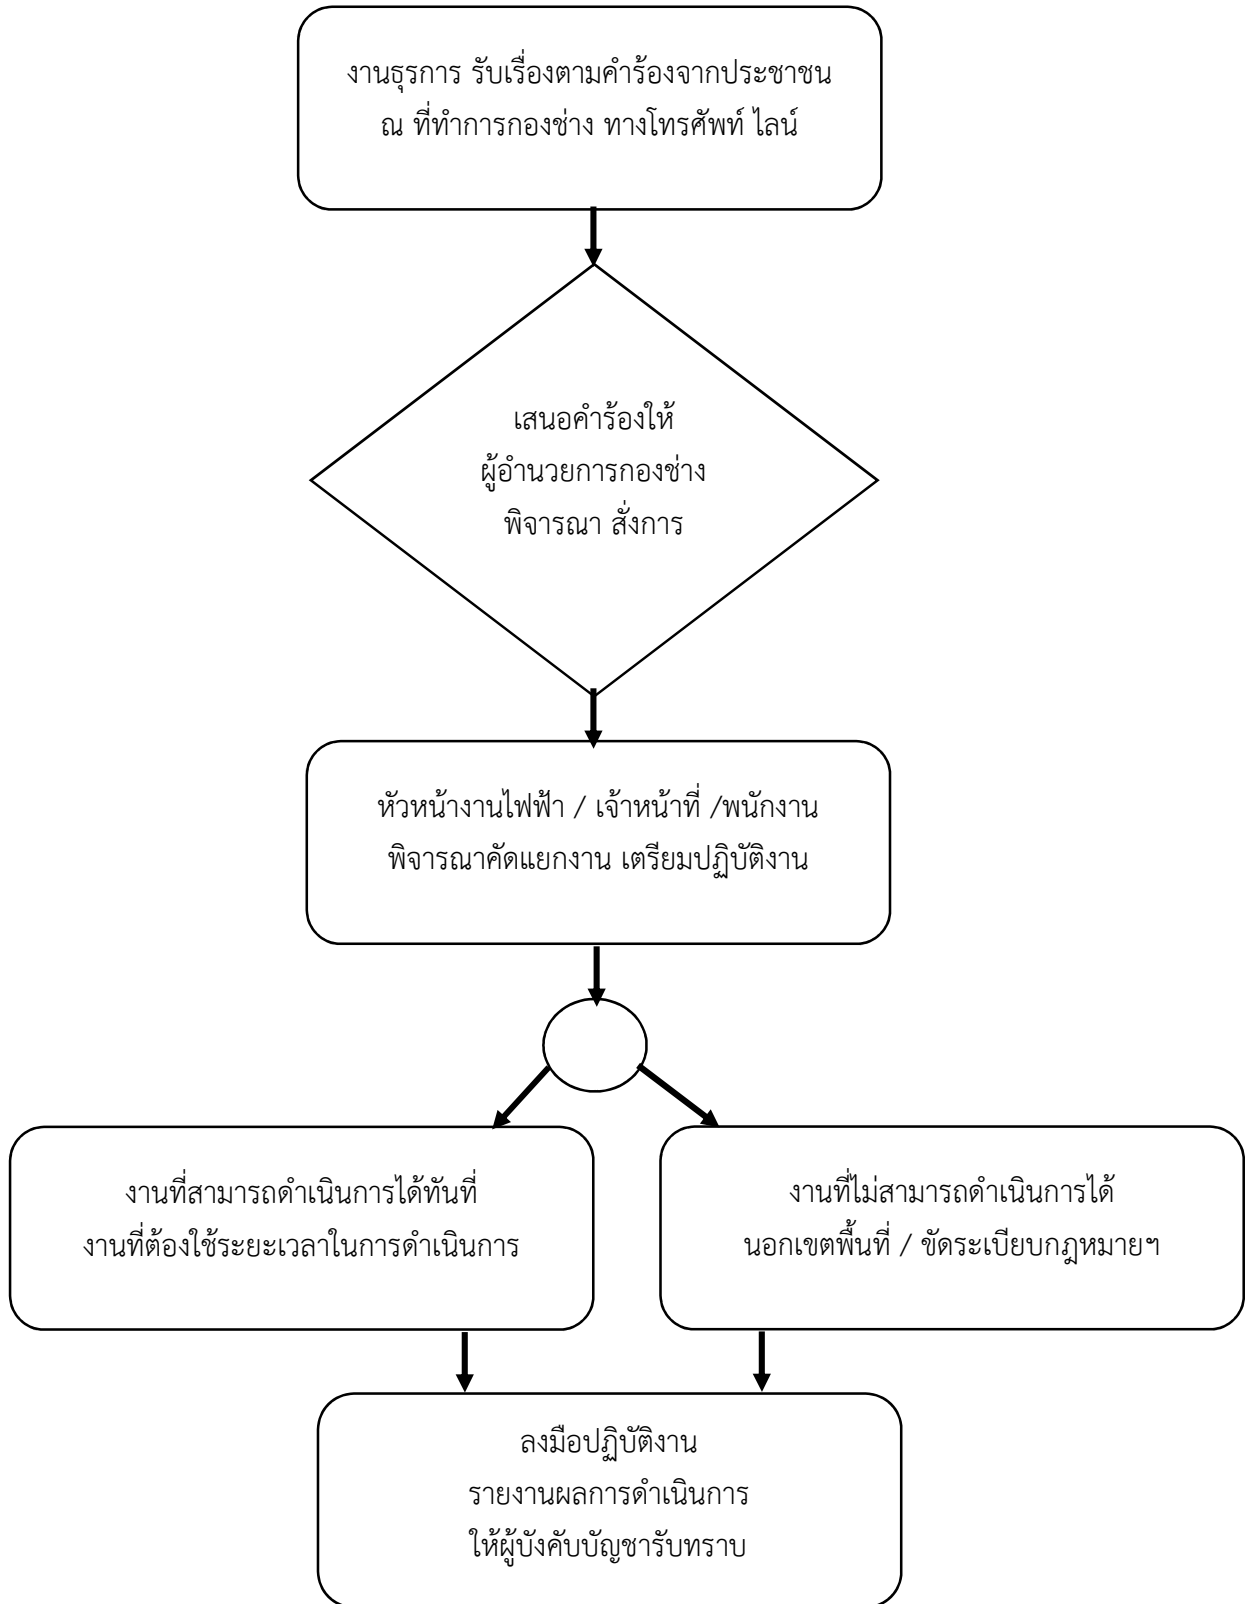 งานธุรการ รับเรื่องตามคำร้องจากประชาชน
ณ ที่ทำการกองช่าง ทางโทรศัพท์ ไลน์
เสนอคำร้องให้
ผู้อำนวยการกองช่าง
พิจารณา สั่งการ
หัวหน้างานไฟฟ้า / เจ้าหน้าที่ /พนักงาน
พิจารณาคัดแยกงาน เตรียมปฏิบัติงาน
งานที่สามารถดำเนินการได้ทันที่
งานที่ต้องใช้ระยะเวลาในการดำเนินการ
งานที่ไม่สามารถดำเนินการได้
นอกเขตพื้นที่ / ขัดระเบียบกฎหมายฯ
ลงมือปฏิบัติงาน
รายงานผลการดำเนินการ
ให้ผู้บังคับบัญชารับทราบ